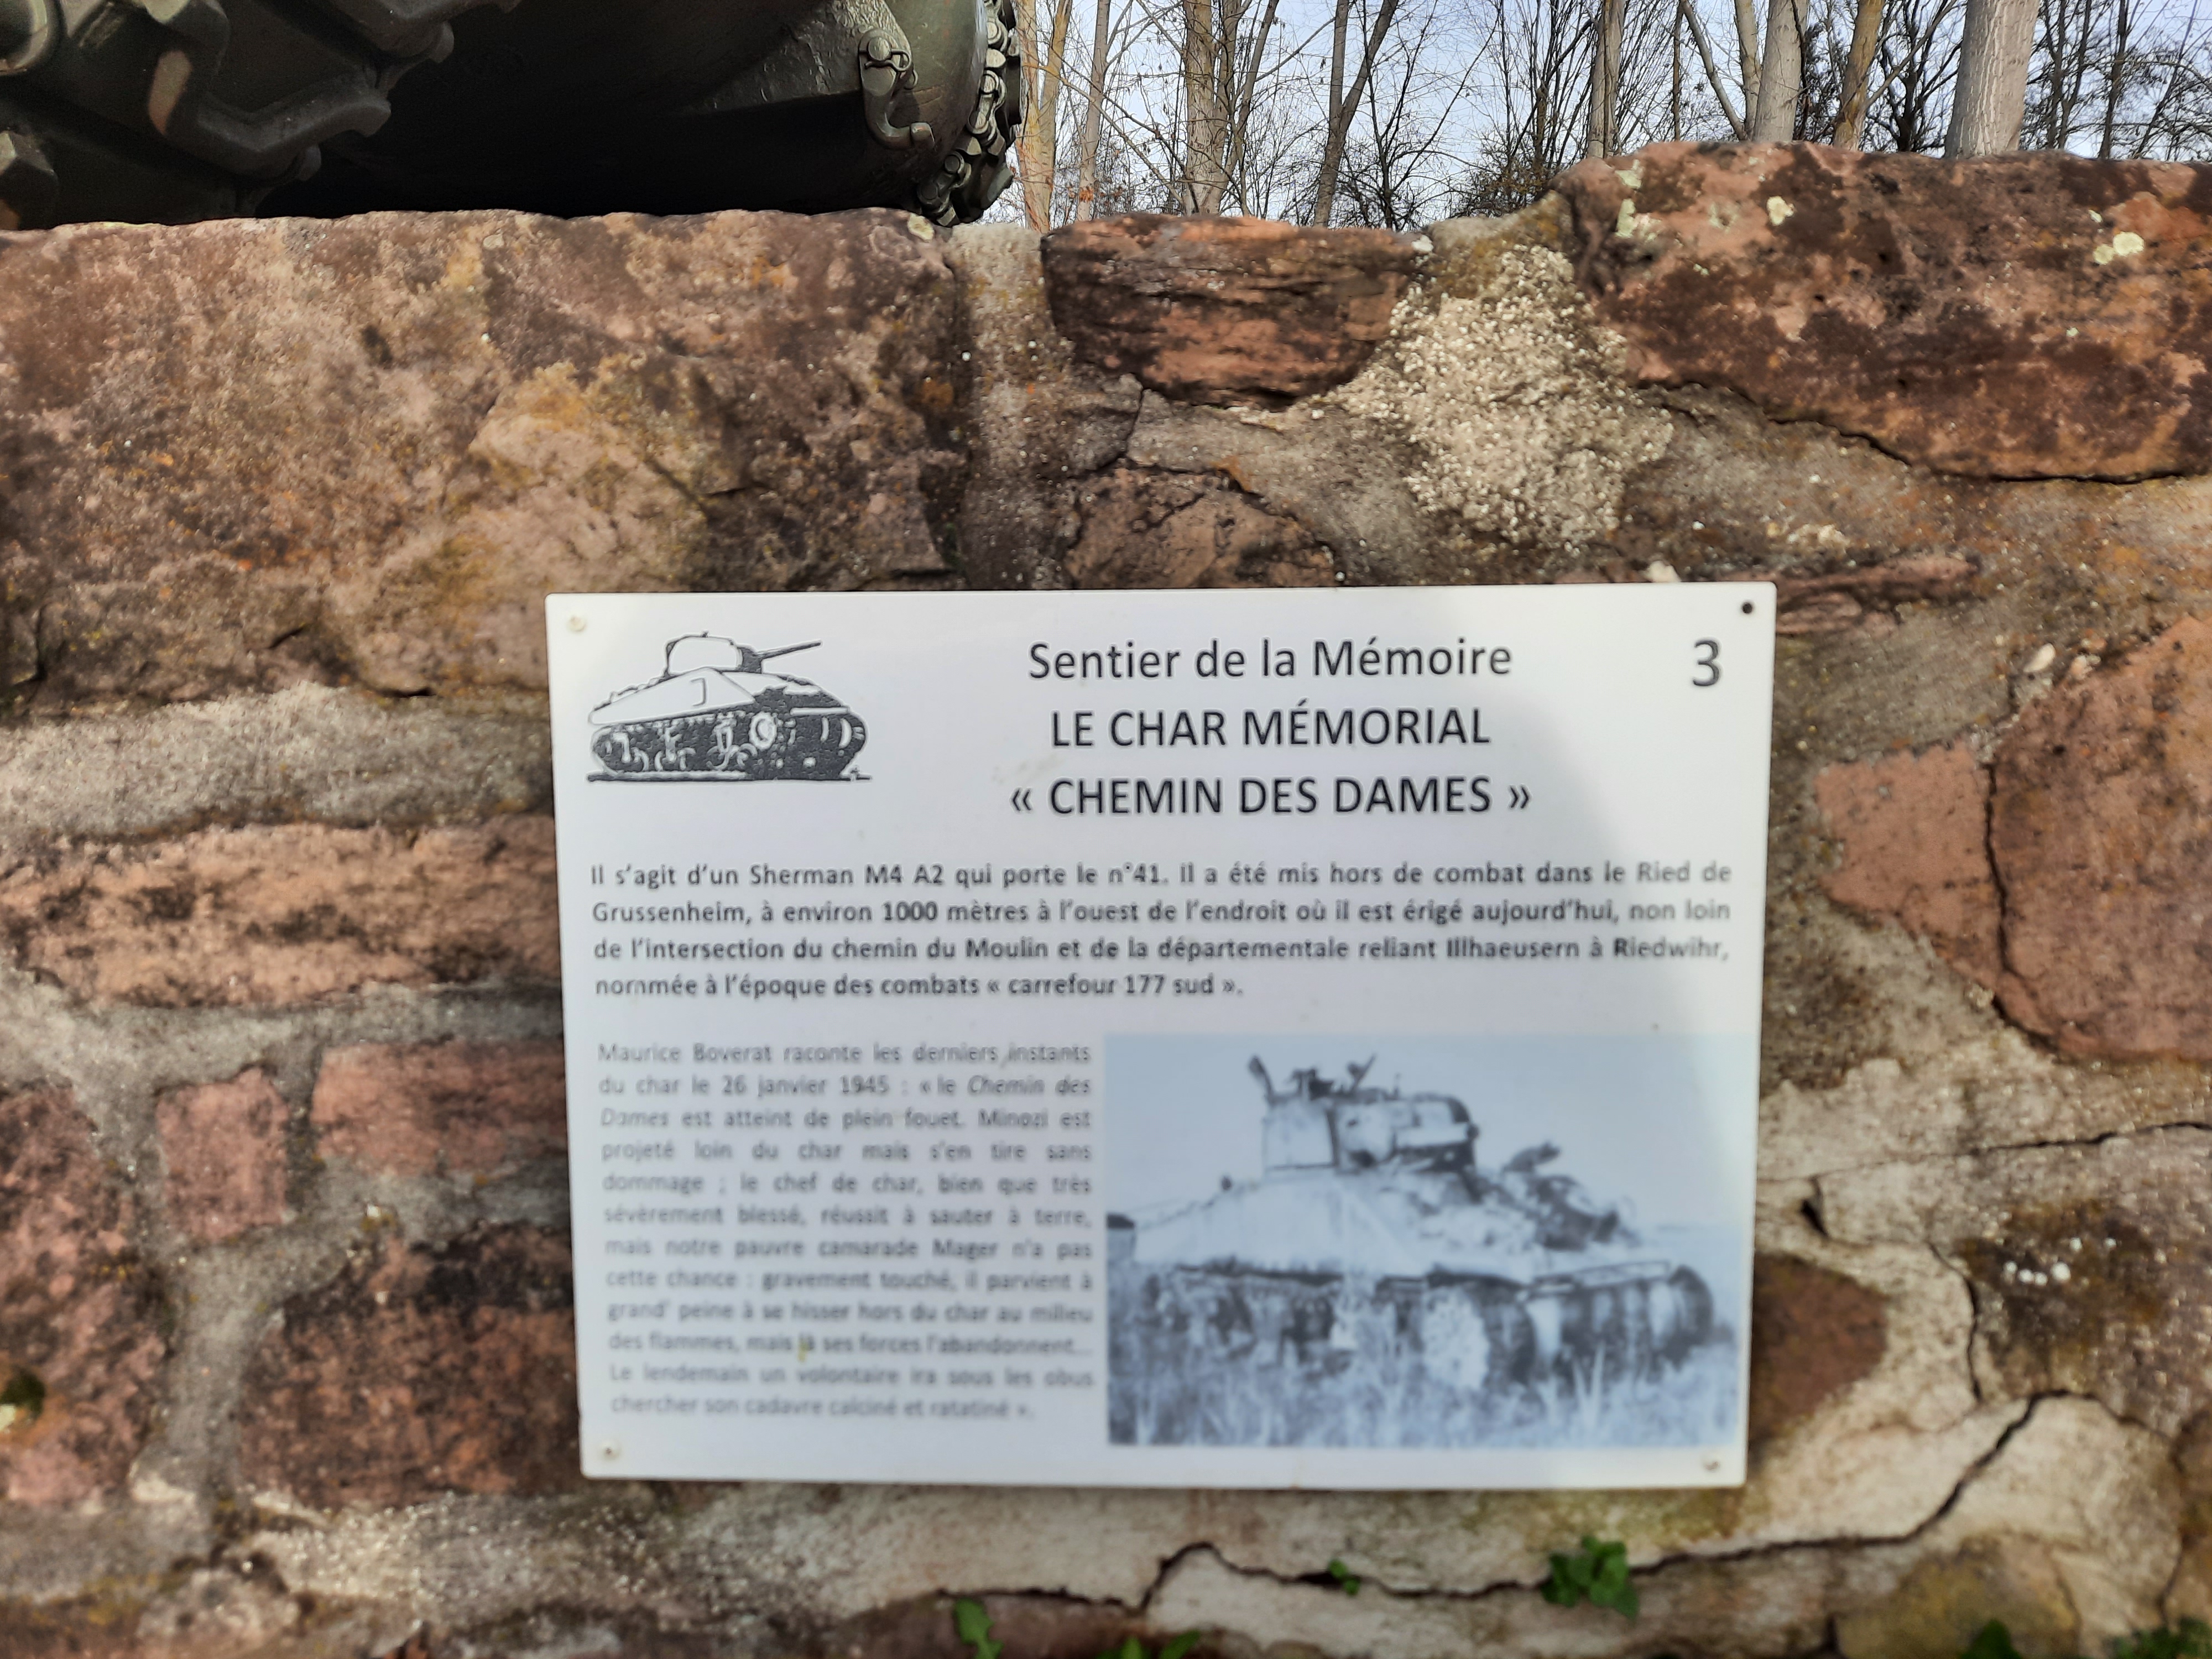 Sentier de la Mémoire
3
LE CHAR MÉMORIAL
« CHEMIN DES DAMES »
Il s’agit d’un Sherman M4 A2 qui porte le n°41. Il a été mis hors de combat dans le Ried de
Grussenheim, à environ 1000 mètres à l’ouest de l’endroit où il est érigé aujourd’hui, non loin
de l’intersection du chemin du Moulin et de la départementale reliant Illhaeusern à Riedwihr,
nommée à l’époque des combats « carrefour 177 sud ».
Maurice Boverat raconte les derniers instants
du char le 26 janvier 1945 : « le Chemin des
Dames est atteint de plein fouet. Minozi est
projeté loin du char mais s’en tire sans
dommage ; le chef de char, bien que très
sévèrement blessé, réussit à sauter à terre,
mais notre pauvre camarade Mager n’a pas
cette chance : gravement touché, il parvient à
grand’ peine à se hisser hors du char au milieu
des flammes, mais là ses forces l’abandonnent...
Le lendemain un volontaire ira sous les obus
chercher son cadavre calciné et ratatiné ».